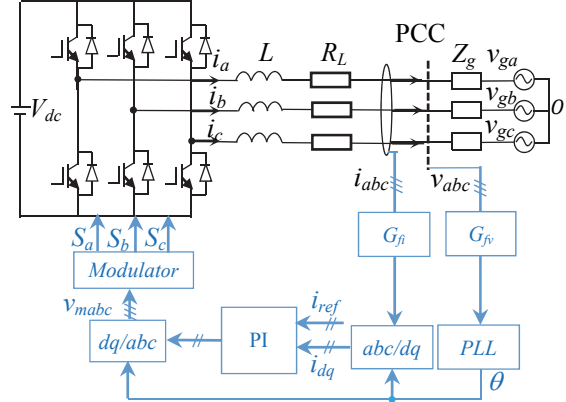 PCC
i_a
L
R_L
Z_g
v_ga
V_dc
i_b
v_gb
o
i_c
v_gc
i_abc
v_abc
S_a S_b S_c
G_fi
G_fv
Modulator
v_mabc
i_ref
dq/abc
PI
abc/dq
PLL
i_dq
θ